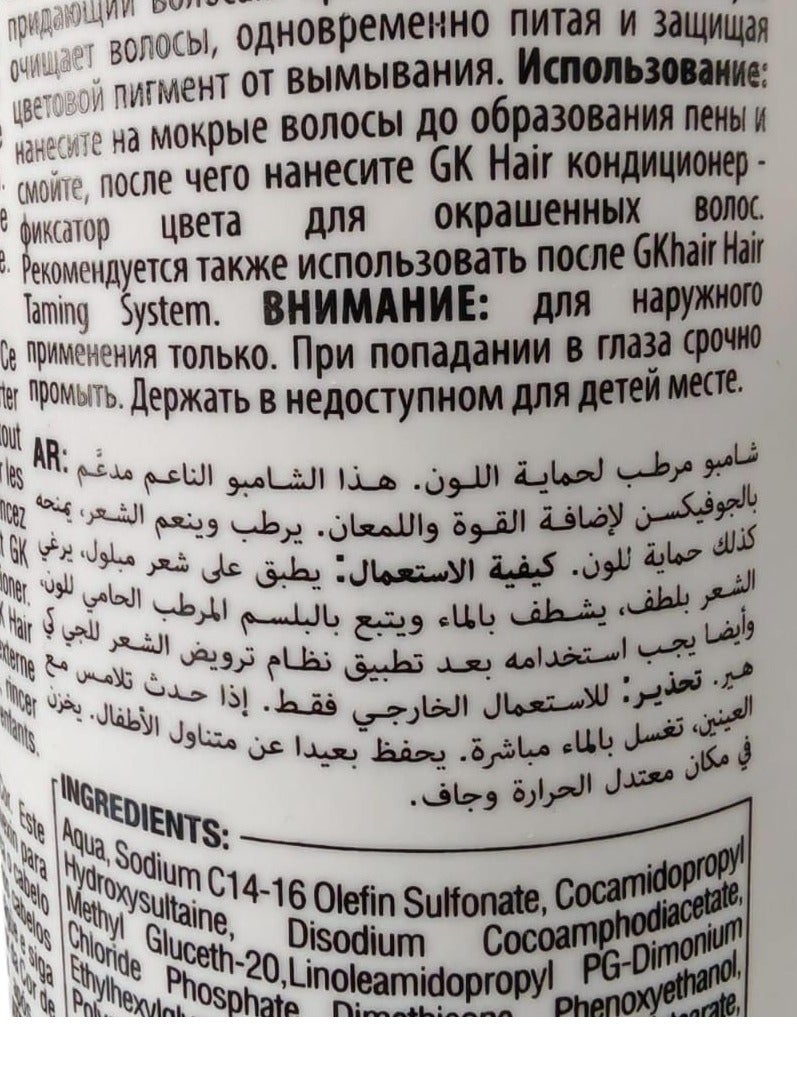 придающий
очищает волосы, одновременно питая и защищая
цветовой пигмент от вымывания. Использование:
нанесите на мокрые волосы до образования пены и
смойте, после чего нанесите GK Hair кондиционер -
фиксатор цвета для окрашенных волос.
Рекомендуется также использовать после GKhair Hair
Taming System. ВНИМАНИЕ: для наружного
применения только. При попадании в глаза срочно
промыть. Держать в недоступном для детей месте.
AR: شامبو مرطب لحماية اللون. هذا الشامبو الناعم مدعّم
بالجوفيكسن لإضافة القوة واللمعان. يرطب وينعم الشعر، يمنحه
كذلك حماية للون. كيفية الاستعمال: يطبق على شعر مبلول، يرغي
الشعر بلطف، يشطف بالماء ويتبع بالبلسم المرطب الحامي للون،
وأيضا يجب استخدامه بعد تطبيق نظام ترويض الشعر للجي كي
هير. تحذير: للاستعمال الخارجي فقط. إذا حدث تلامس مع
العينين، تغسل بالماء مباشرة. يحفظ بعيدا عن متناول الأطفال. يخزن
في مكان معتدل الحرارة وجاف.
INGREDIENTS:
Aqua, Sodium C14-16 Olefin Sulfonate, Cocamidopropyl
Hydroxysultaine, Disodium Cocoamphodiacetate,
Methyl Gluceth-20, Linoleamidopropyl PG-Dimonium
Chloride Phosphate Dimethicone, Phenoxyethanol,